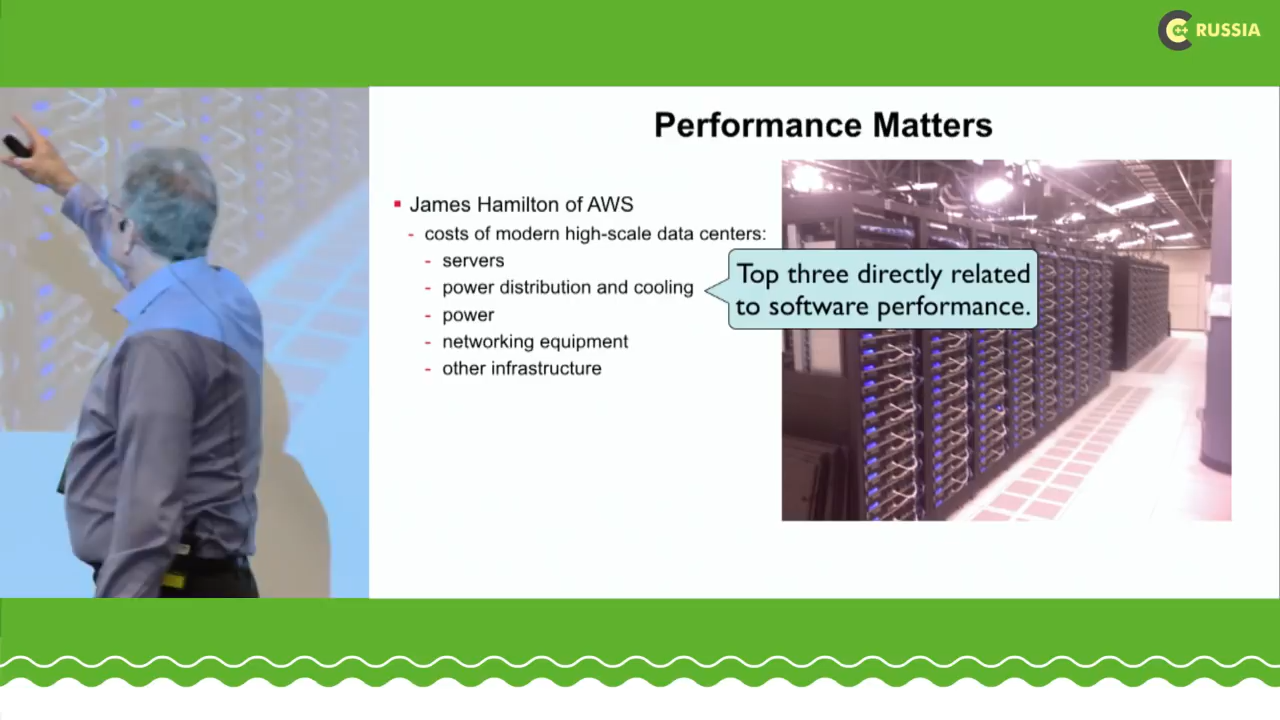 C++ RUSSIA
Performance Matters
▪ James Hamilton of AWS
- costs of modern high-scale data centers:
- servers
- power distribution and cooling
- power
- networking equipment
- other infrastructure
Top three directly related
to software performance.